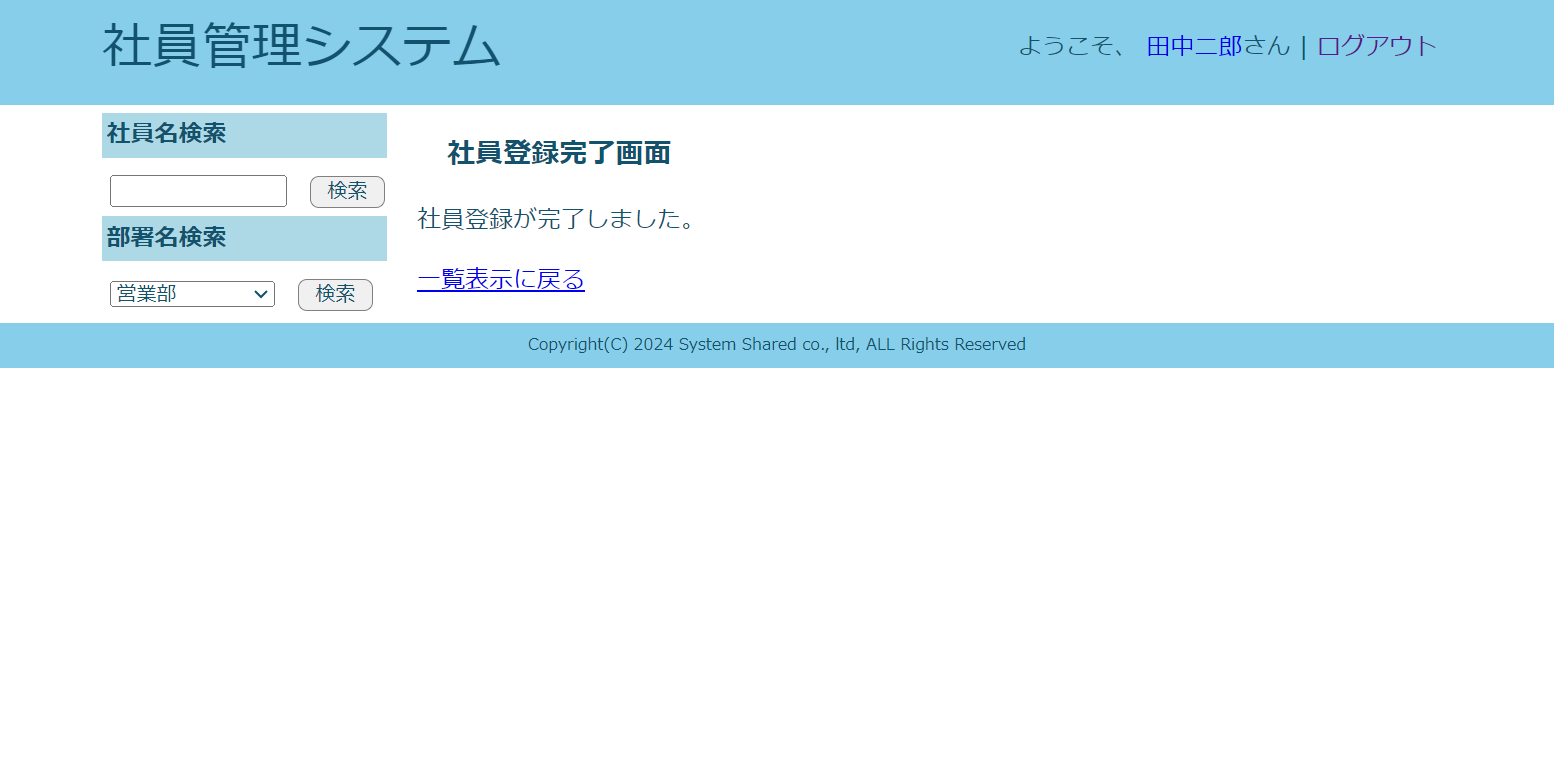 社員管理システム
ようこそ、 田中二郎さん | ログアウト
社員名検索
検索
部署名検索
営業部 検索
社員登録完了画面
社員登録が完了しました。
一覧表示に戻る
Copyright(C) 2024 System Shared co., ltd, ALL Rights Reserved